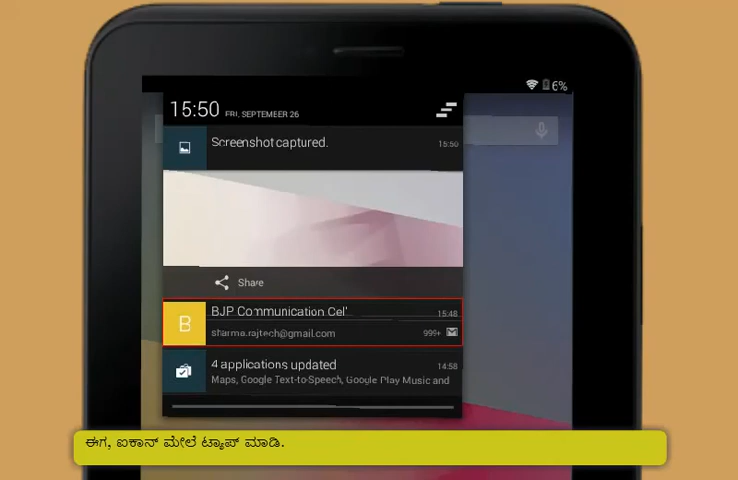 6%
15:50 FRI, SEPTEMEER 26
Screenshot captured. 15:50
Share
B
BJP Communication Cel' 15:48
sharma.rajtech@gmail.com 999+
4 applications updated 14:58
Maps, Google Text-to-Speech, Google Play Music and
ಈಗ, ಐಕಾನ್ ಮೇಲೆ ಟ್ಯಾಪ್ ಮಾಡಿ.